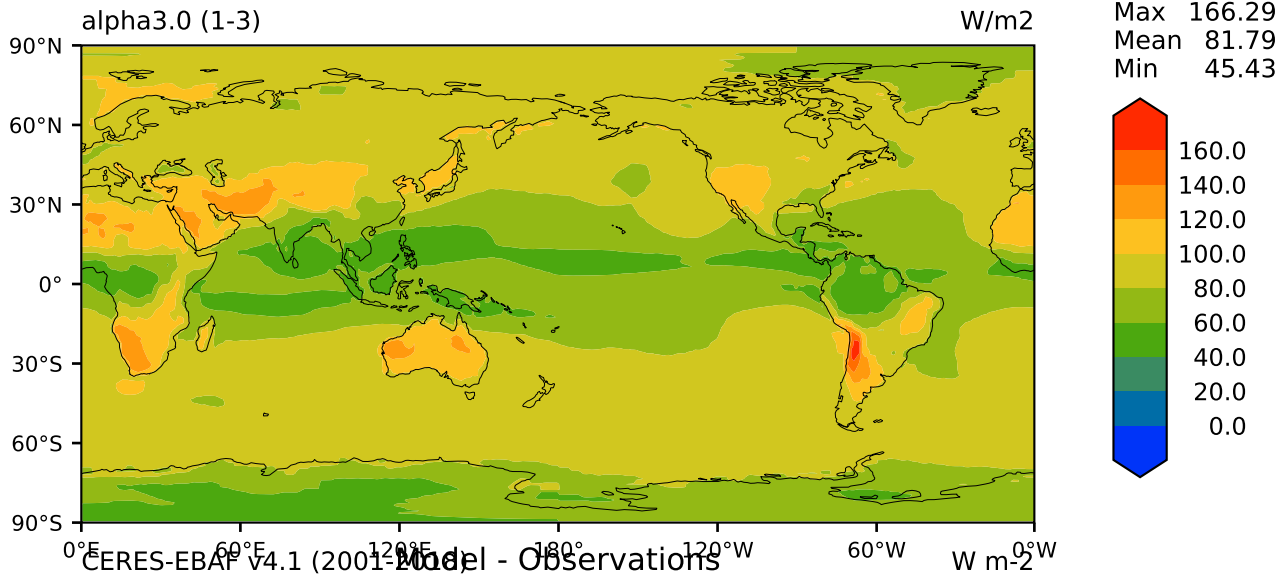 alpha3.0 (1-3) W/m2
Max 166.29
Mean 81.79
Min 45.43
90°N
60°N
30°N
0°
30°S
60°S
90°S
160.0
140.0
120.0
100.0
80.0
60.0
40.0
20.0
0.0
0°E 60°E 120°E 180° 120°W 60°W 0°W
CERES-EBAF v4.1 (2001-2018) Model - Observations W m-2